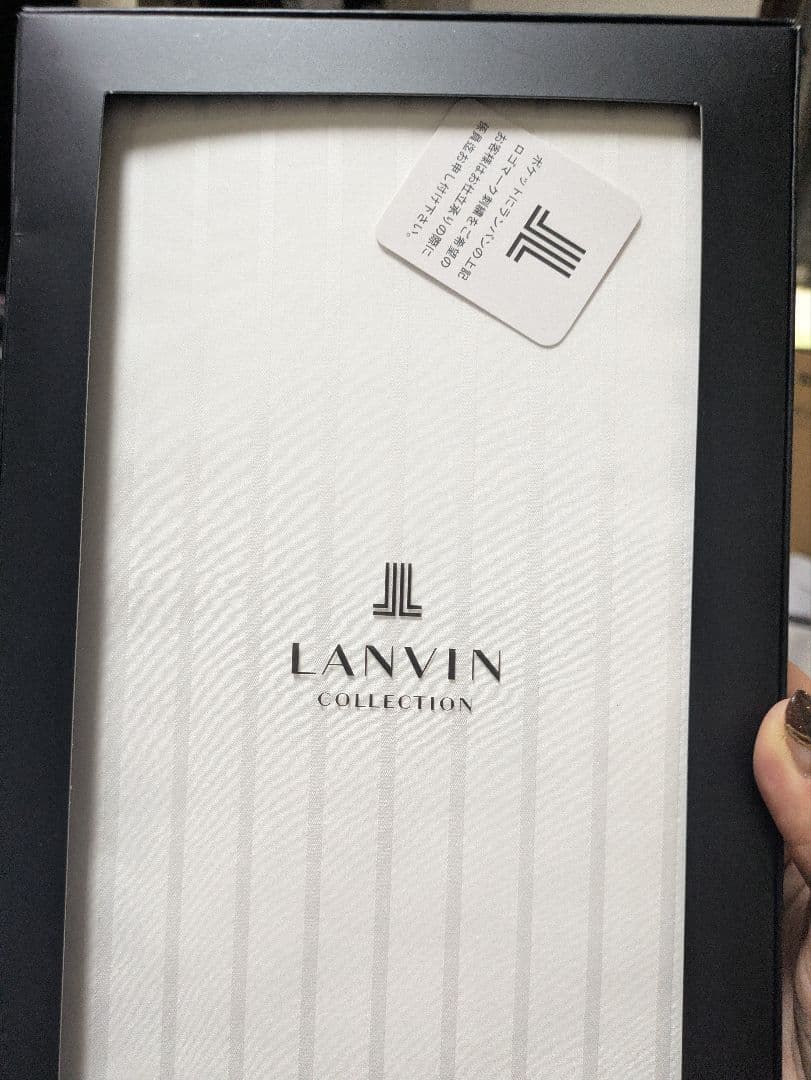 ポケットにランバンの上記
ロゴマーク刺繍をご希望の
お客様はお仕立承りの際に
係員迄お申し付け下さい。
LANVIN
COLLECTION